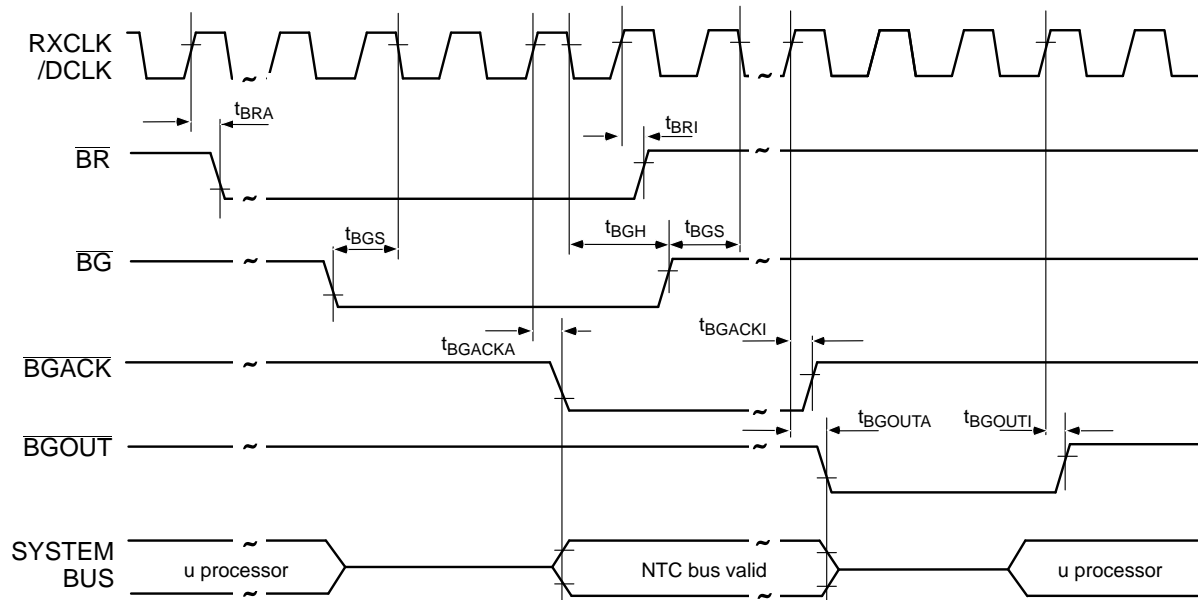 RXCLK
/DCLK
tBRA
tBRI
BR
tBGS
tBGH
tBGS
BG
tBGACKA
tBGACKI
BGACK
tBGOUTA
tBGOUTI
BGOUT
SYSTEM
BUS
u processor
NTC bus valid
u processor